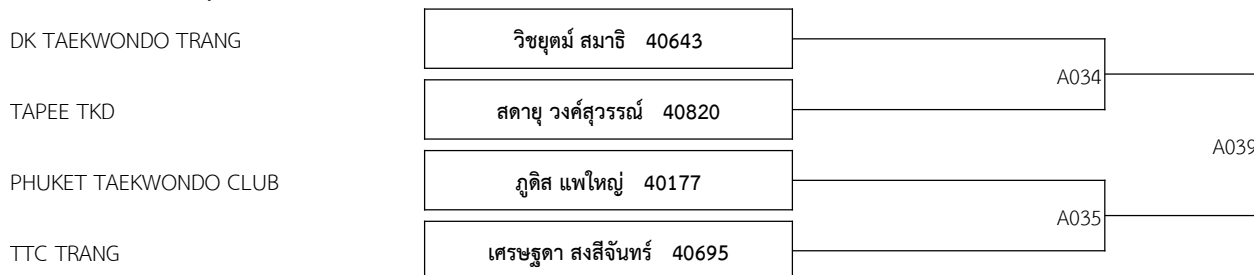 DK TAEKWONDO TRANG วิชยุตม์ สมาธิ 40643
A034
TAPEE TKD สดายุ วงค์สุวรรณ์ 40820
A039
PHUKET TAEKWONDO CLUB ภูดิส แพใหญ่ 40177
A035
TTC TRANG เศรษฐดา สงสีจันทร์ 40695